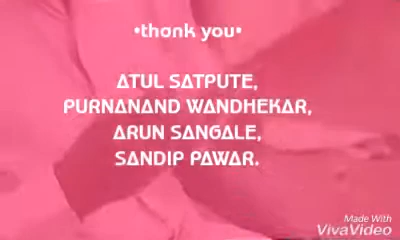 •thank you•
ATUL SATPUTE,
PURNANAND WANDHEKAR,
ARUN SANGALE,
SANDIP PAWAR.
Made With
VivaVideo